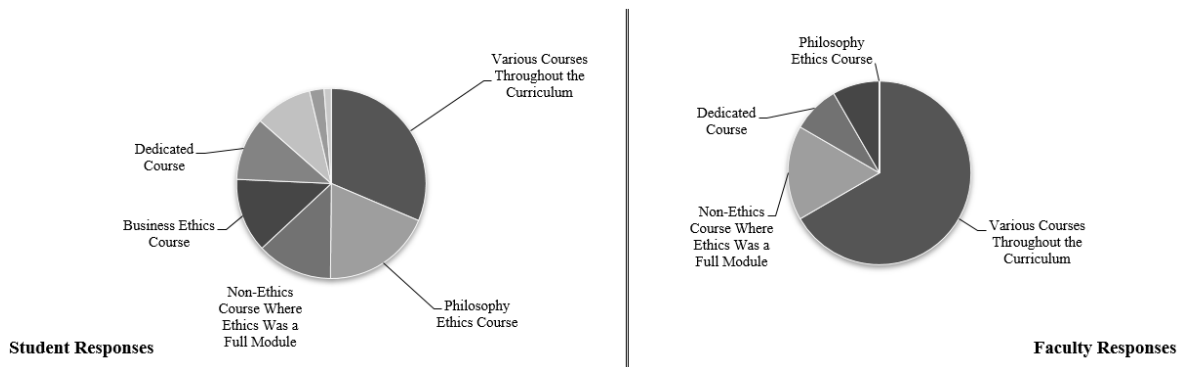 Various Courses
Throughout the
Curriculum
Dedicated
Course
Business Ethics
Course
Non-Ethics
Course Where
Ethics Was a
Full Module
Philosophy
Ethics Course
Student Responses
Philosophy
Ethics Course
Dedicated
Course
Non-Ethics
Course Where
Ethics Was a
Full Module
Various Courses
Throughout the
Curriculum
Faculty Responses